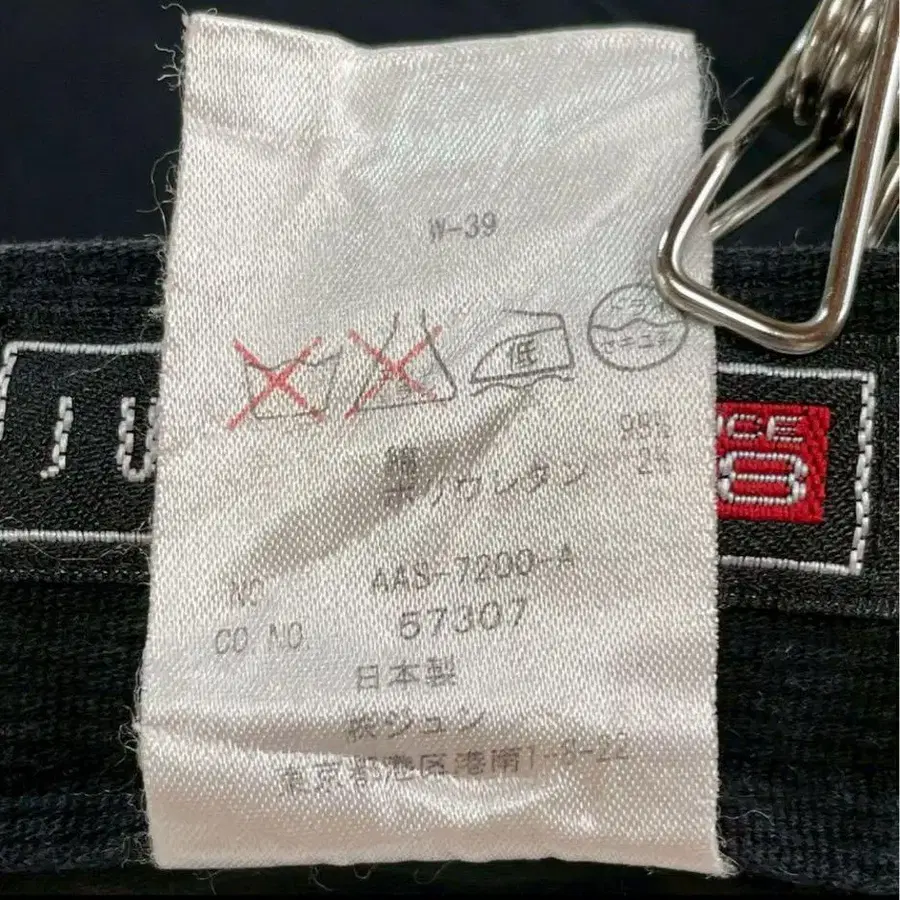 W-39
低
綿 98%
ポリウレタン 2%
NO. AAS-7200-A
CO.NO. 57307
日本製
㈱ジュン
東京都港区港南1-8-22